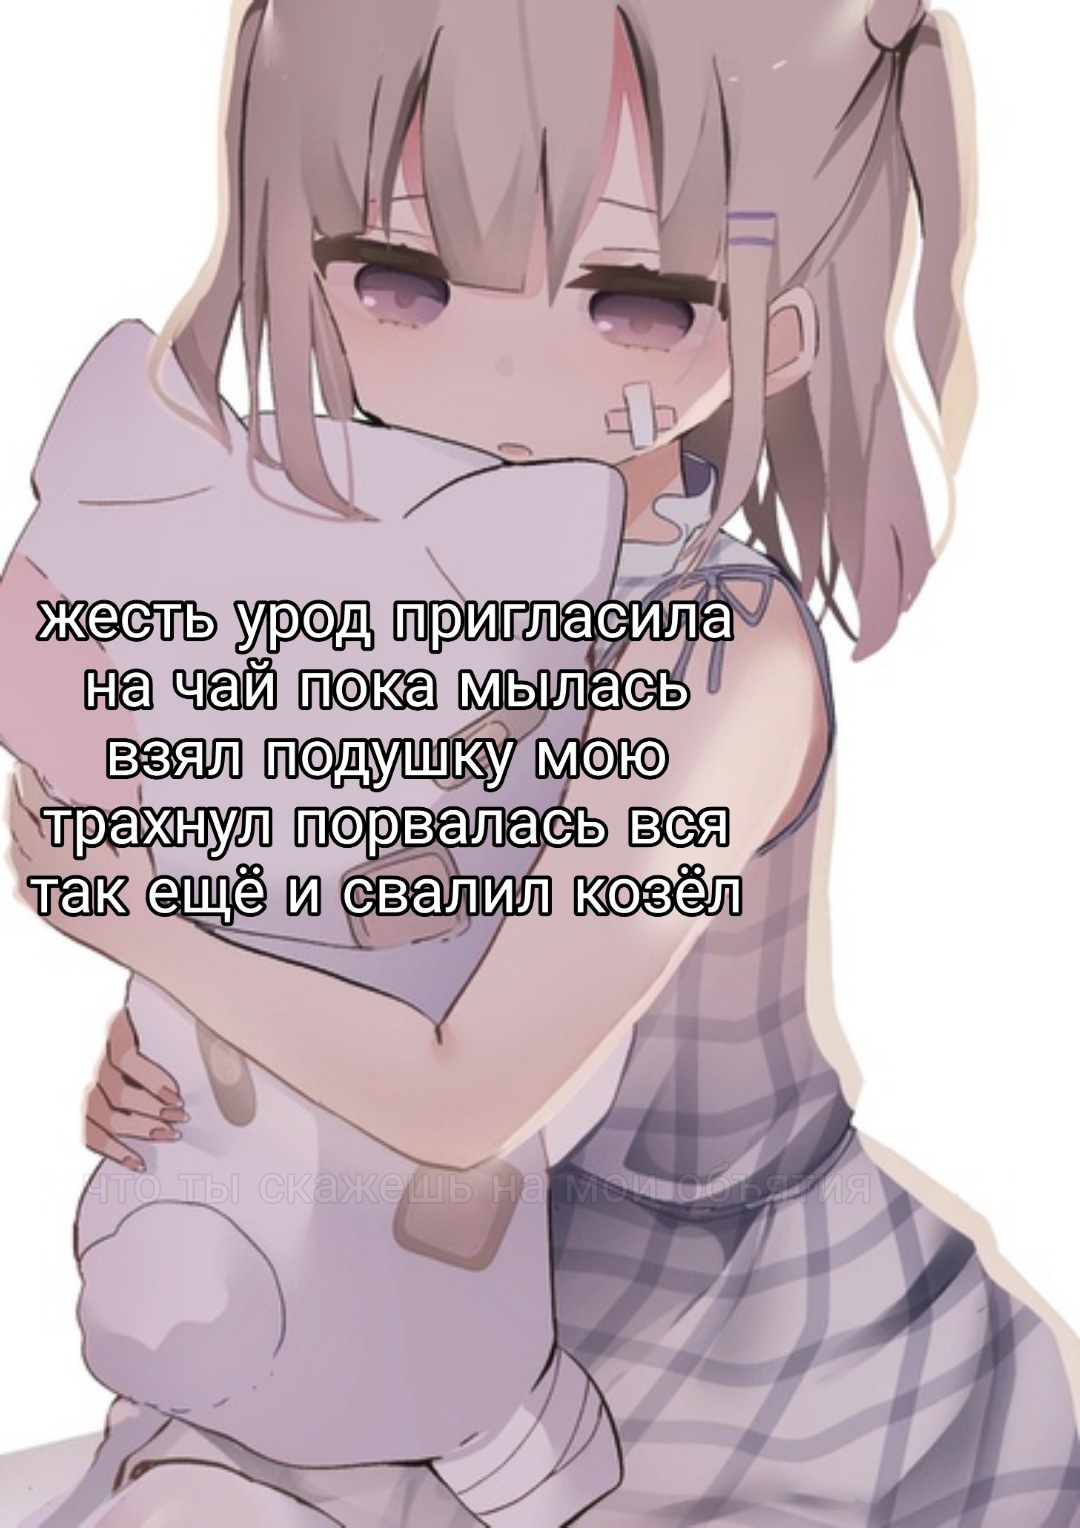 жесть урод пригласила
на чай пока мылась
взял подушку мою
трахнул порвалась вся
так ещё и свалил козёл
что ты скажешь на мои объятия